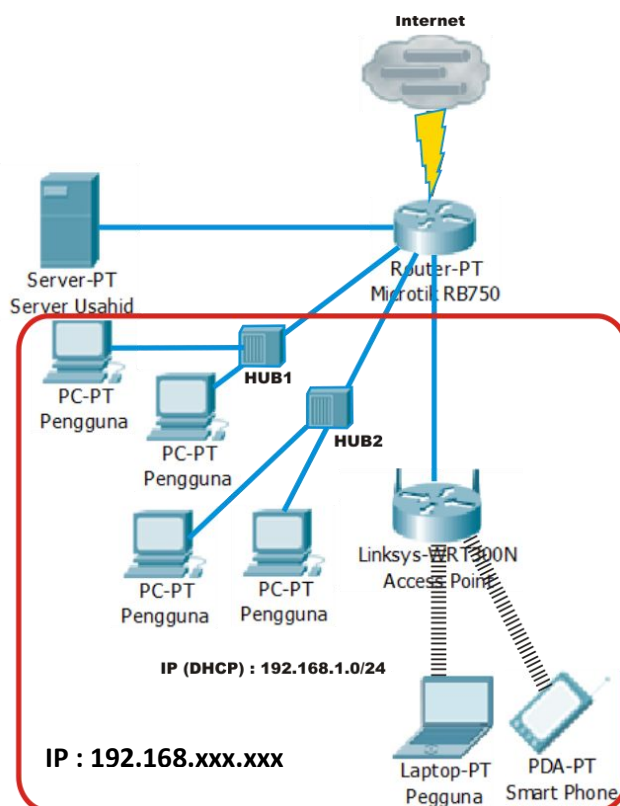 Internet
Server-PT
Server Usahid
Router-PT
Microtik RB750
HUB1
PC-PT
Pengguna
PC-PT
Pengguna
HUB2
PC-PT
Pengguna
PC-PT
Pengguna
Linksys-WRT300N
Access Point
IP (DHCP) : 192.168.1.0/24
IP : 192.168.xxx.xxx
Laptop-PT
Pegguna
PDA-PT
Smart Phone